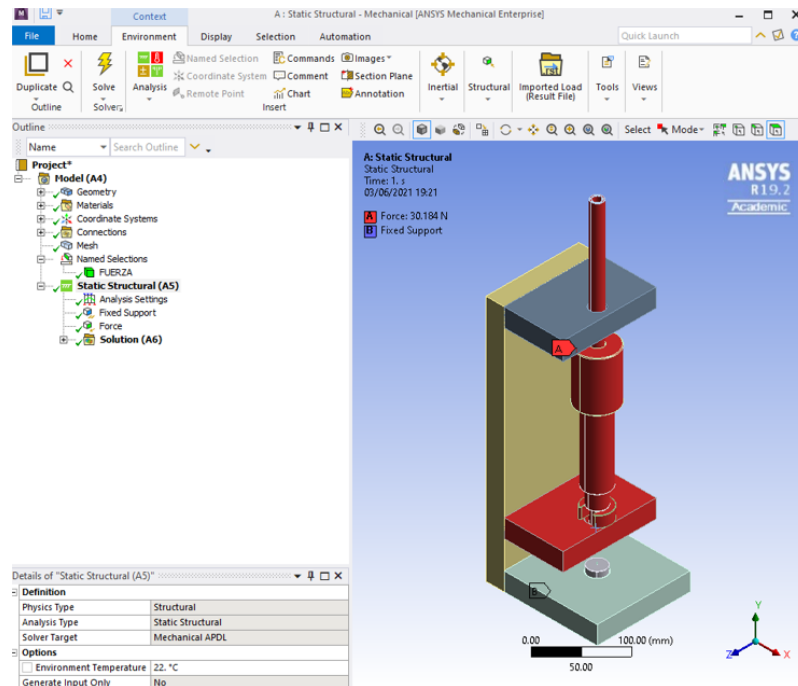 Context
A : Static Structural - Mechanical [ANSYS Mechanical Enterprise]
File Home Environment Display Selection Automation Quick Launch
Duplicate
Outline
Solve
Solver
Analysis
Named Selection
Coordinate System
Remote Point
Commands
Comment
Chart
Images
Section Plane
Annotation
Insert
Inertial
Structural
Imported Load
(Result File)
Tools
Views
Outline
Name Search Outline
Select Mode
Project*
Model (A4)
Geometry
Materials
Coordinate Systems
Connections
Mesh
Named Selections
FUERZA
Static Structural (A5)
Analysis Settings
Fixed Support
Force
Solution (A6)
A: Static Structural
Static Structural
Time: 1. s
03/06/2021 19:21
A Force: 30.184 N
B Fixed Support
ANSYS
R19.2
Academic
A
B
0.00 100.00 (mm)
50.00
Y
Z X
Details of "Static Structural (A5)"
Definition
Physics Type Structural
Analysis Type Static Structural
Solver Target Mechanical APDL
Options
Environment Temperature 22. °C
Generate Input Only No